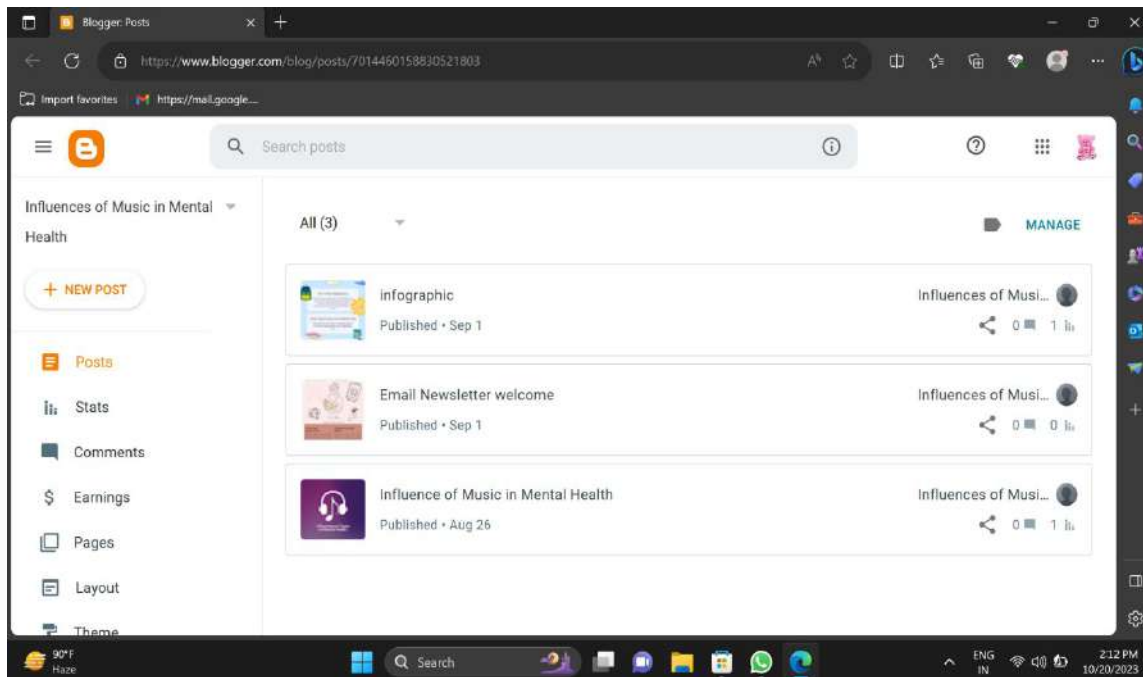 Blogger: Posts
https://www.blogger.com/blog/posts/7014460158830521803
Import favorites https://mail.google....
Search posts
Influences of Music in Mental
Health
All (3)
MANAGE
NEW POST
infographic
Influences of Musi...
Published • Sep 1
0 1
Posts
Email Newsletter welcome
Influences of Musi...
Stats
Published • Sep 1
0 0
Comments
Influence of Music in Mental Health
Influences of Musi...
Earnings
Published • Aug 26
0 1
Pages
Layout
Theme
90°F
Haze
Search
ENG
IN
2:12 PM
10/20/2023